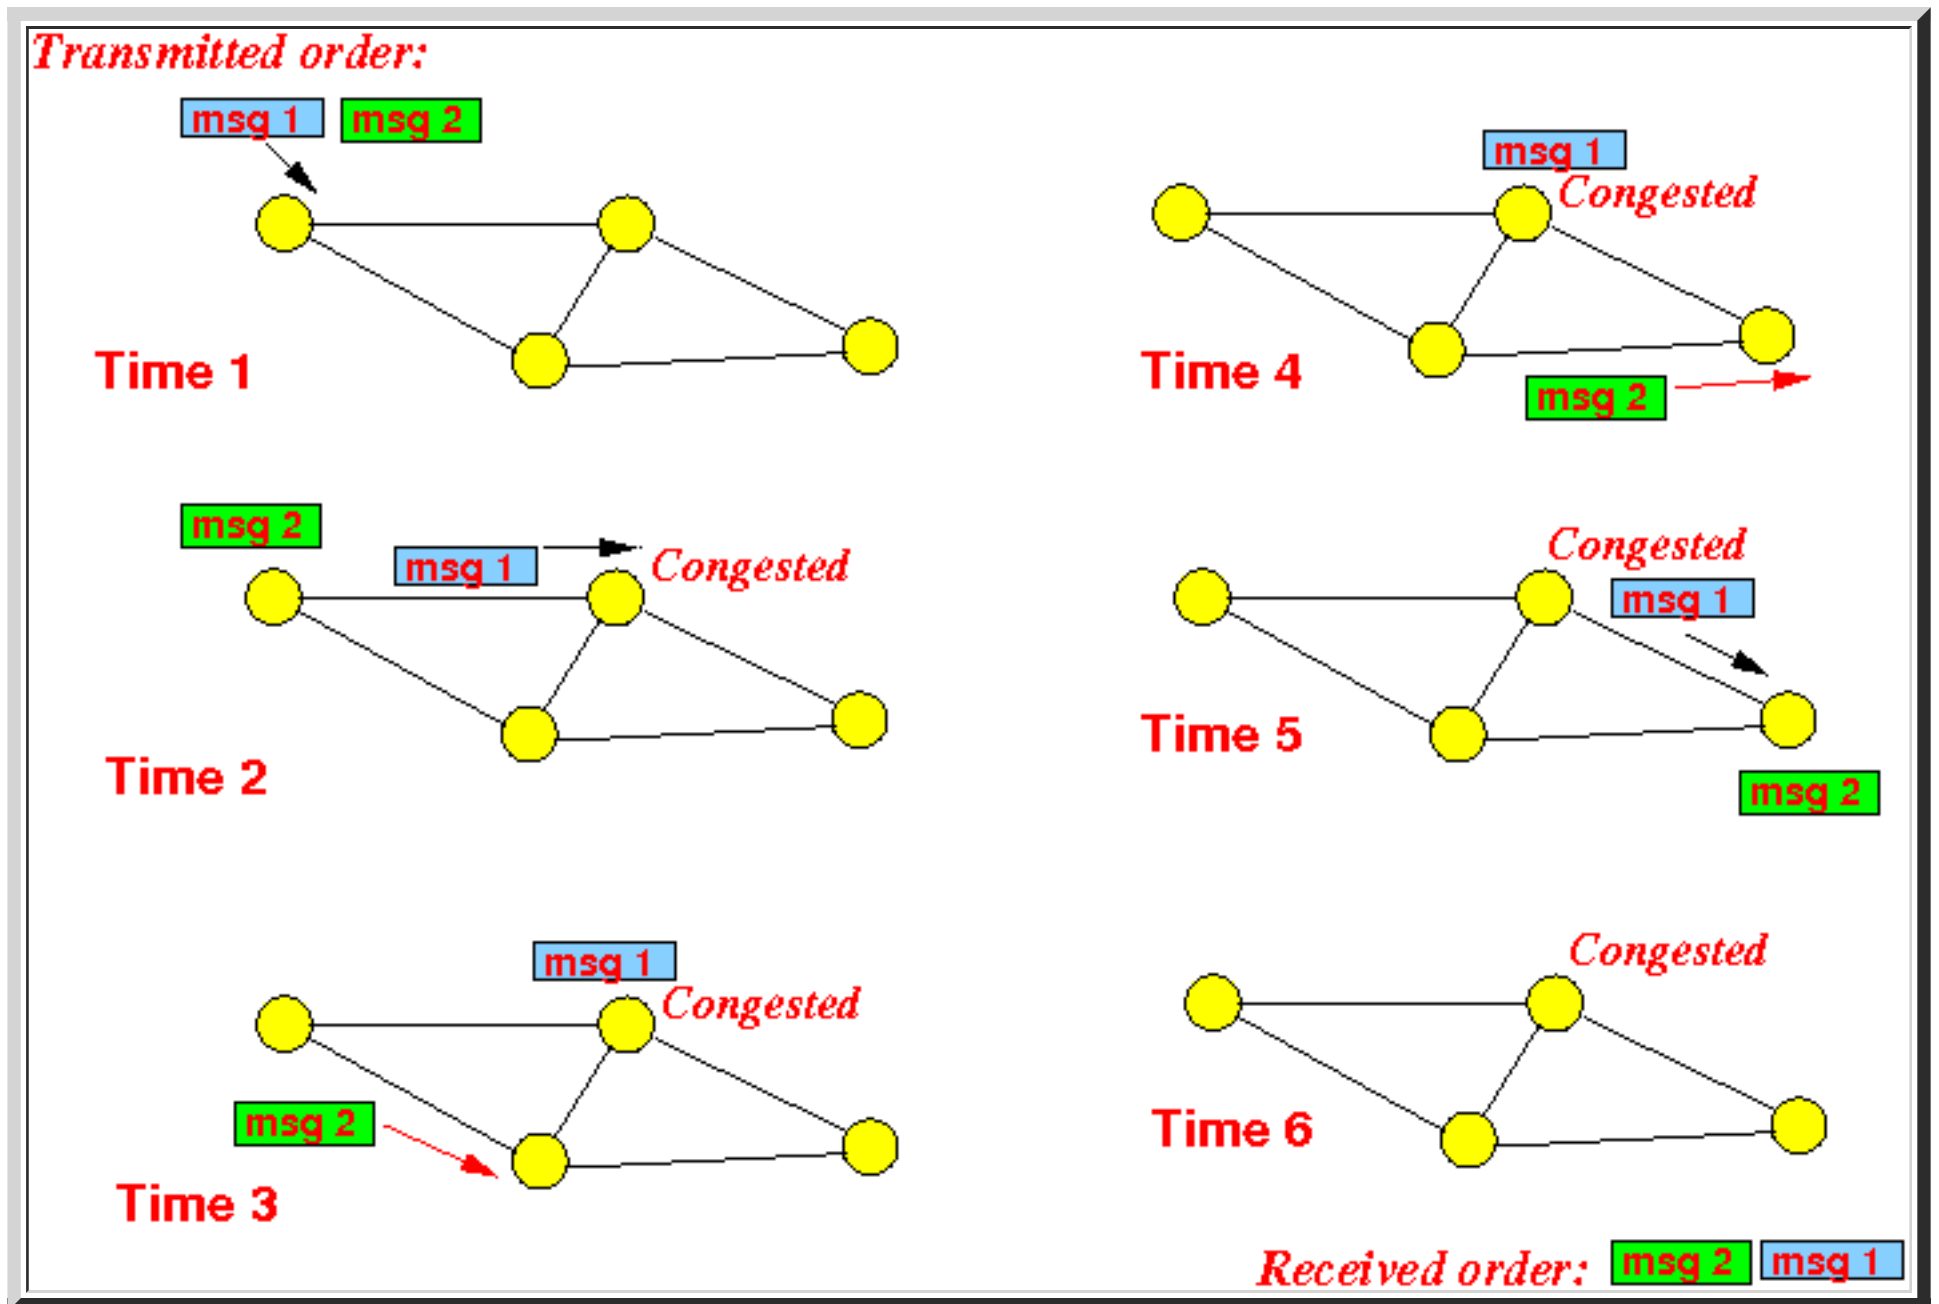 Transmitted order:
msg 1 msg 2
Time 1
msg 2
msg 1
Congested
Time 2
msg 1
Congested
msg 2
Time 3
msg 1
Congested
Time 4
msg 2
Congested
msg 1
Time 5
msg 2
Congested
Time 6
Received order: msg 2 msg 1